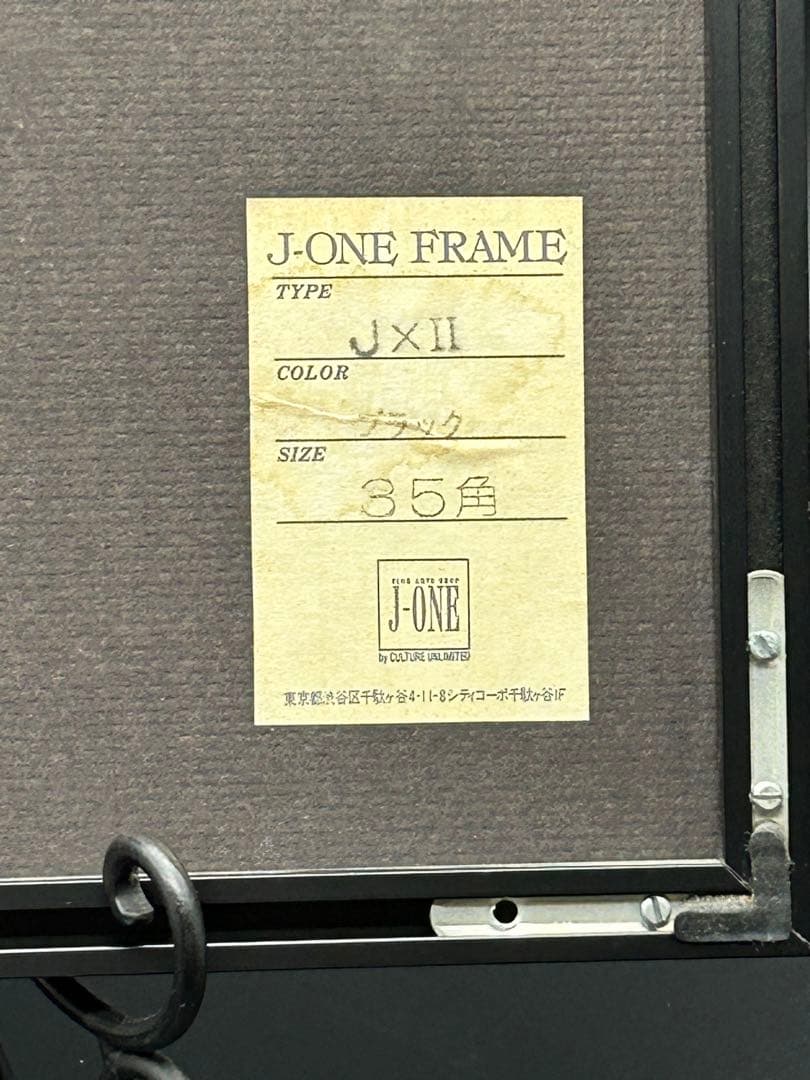 J-ONE FRAME
TYPE
J×II
COLOR
ブラック
SIZE
35角
J-ONE
by CULTURE UNLIMITED
東京都渋谷区千駄ヶ谷4-11-8シティコーポ千駄ヶ谷1F